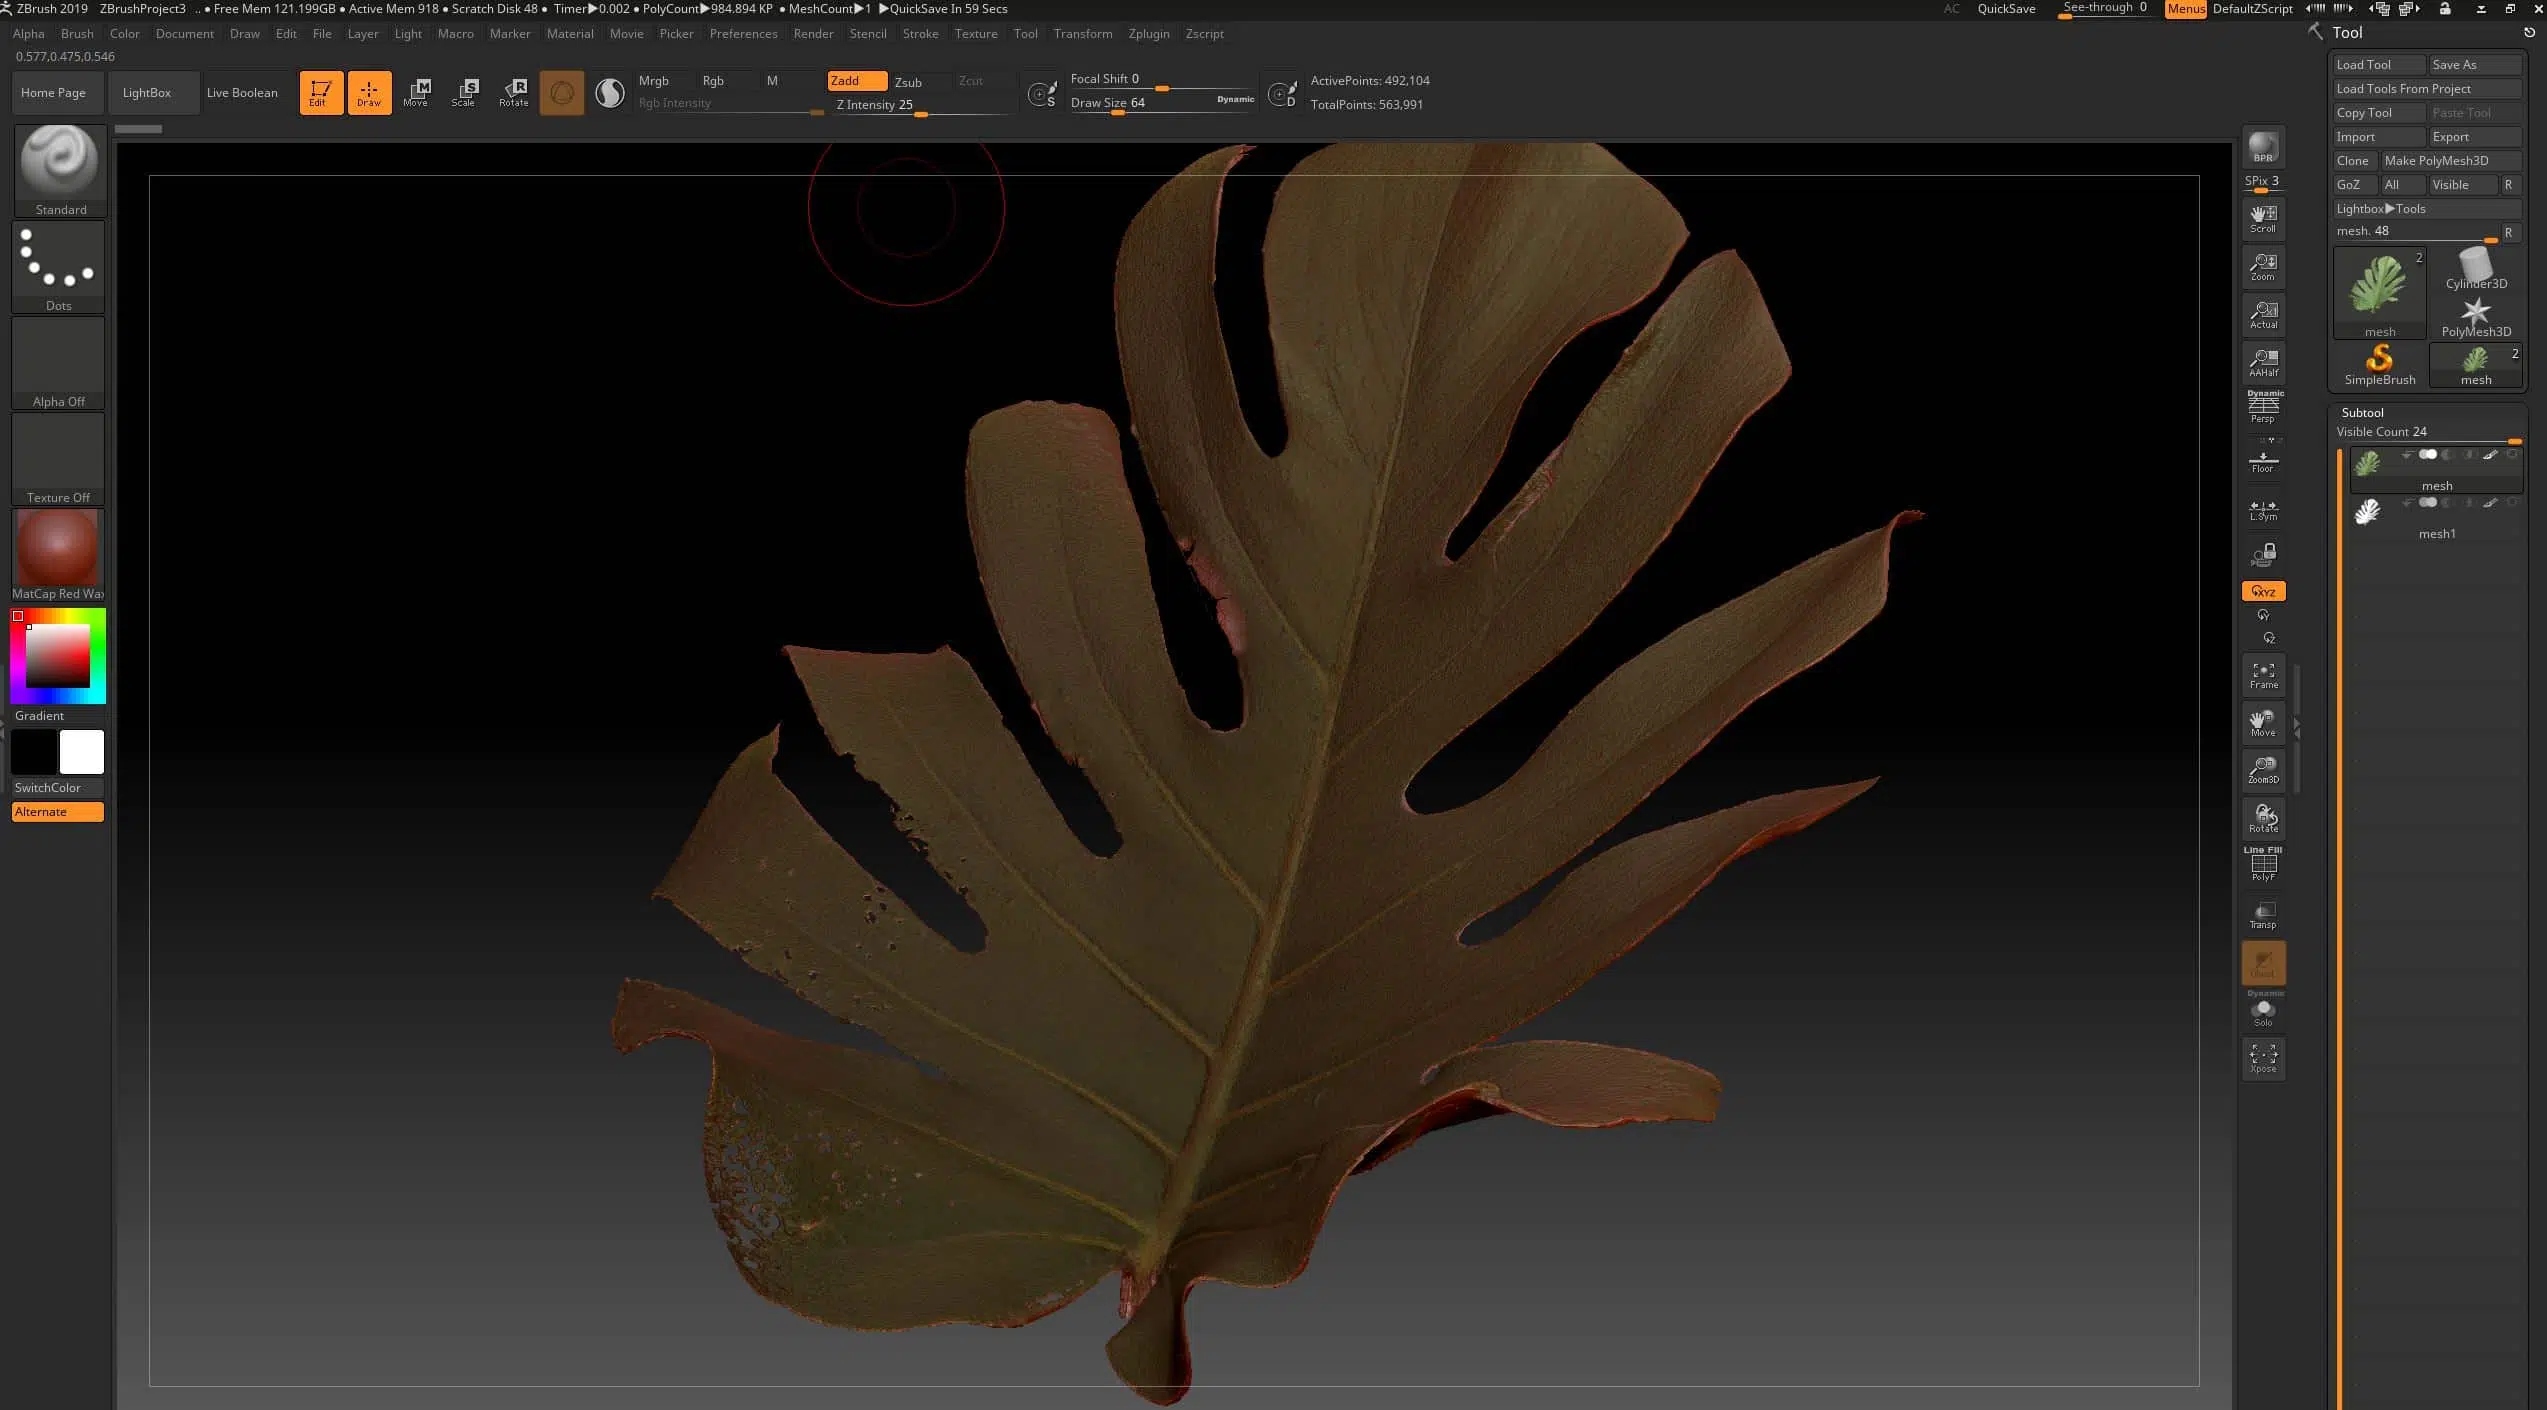 ZBrush 2019 ZBrushProject3 .. ● Free Mem 121.199GB ● Active Mem 918 ● Scratch Disk 48 ● Timer▶0.002 ● PolyCount▶984.894 KP ● MeshCount▶1 ▶QuickSave In 59 Secs AC QuickSave See-through 0 Menus DefaultZScript
Alpha Brush Color Document Draw Edit File Layer Light Macro Marker Material Movie Picker Preferences Render Stencil Stroke Texture Tool Transform Zplugin Zscript
0.577,0.475,0.546
Home Page LightBox Live Boolean Edit Draw Move Scale Rotate
Mrgb Rgb M Zadd Zsub Zcut
Rgb Intensity Z Intensity 25
Focal Shift 0
Draw Size 64 Dynamic
ActivePoints: 492,104
TotalPoints: 563,991
Standard
Dots
Alpha Off
Texture Off
MatCap Red Wax
Gradient
SwitchColor
Alternate
BPR
SPix 3
Scroll
Zoom
Actual
AAHalf
Dynamic
Persp
Floor
L.Sym
XYZ
Y
Z
Frame
Move
Zoom3D
Rotate
Line Fill
PolyF
Transp
Dynamic
Solo
Xpose
Tool
Load Tool Save As
Load Tools From Project
Copy Tool Paste Tool
Import Export
Clone Make PolyMesh3D
GoZ All Visible R
Lightbox▶Tools
mesh. 48 R
2
Cylinder3D
mesh PolyMesh3D
2
SimpleBrush mesh
Subtool
Visible Count 24
mesh
mesh1